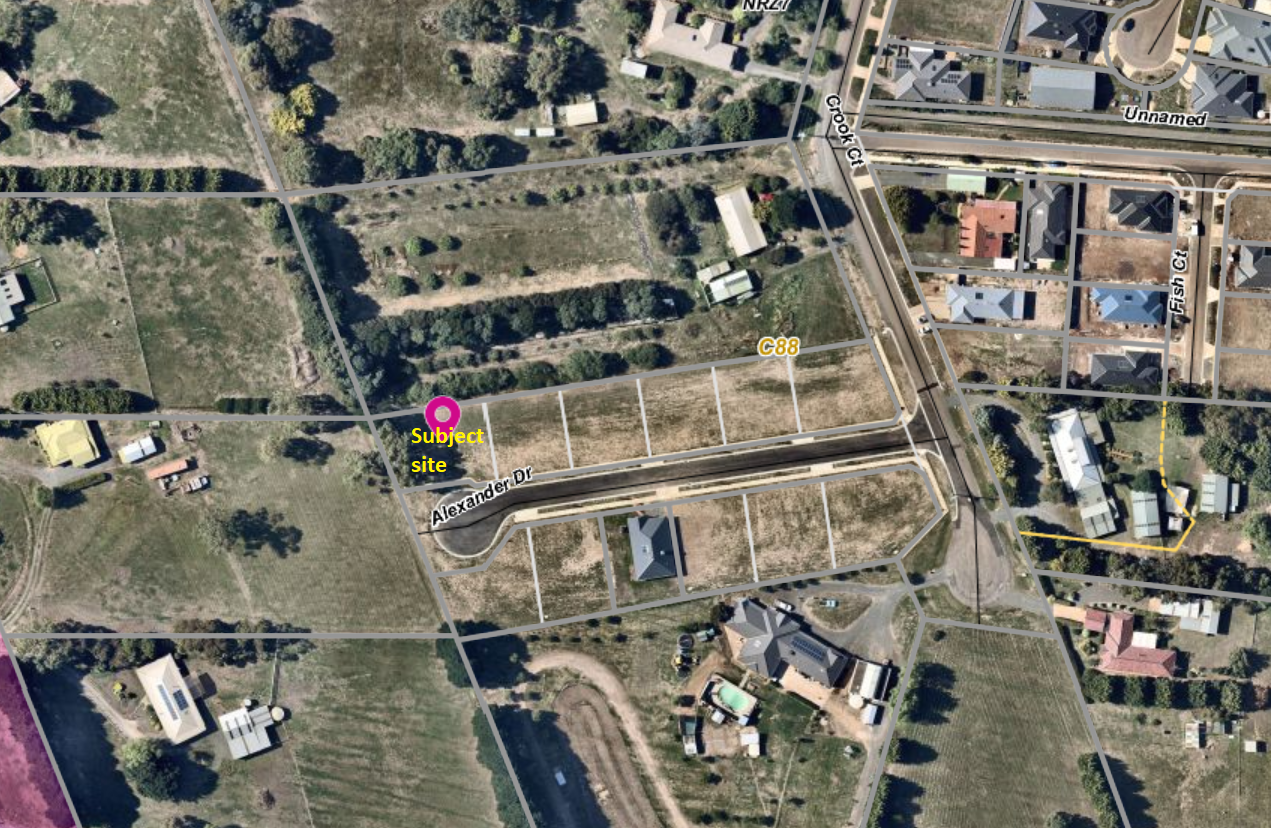 NRZ7
Crook Ct
Unnamed
Fish Ct
C88
Subject
site
Alexander Dr